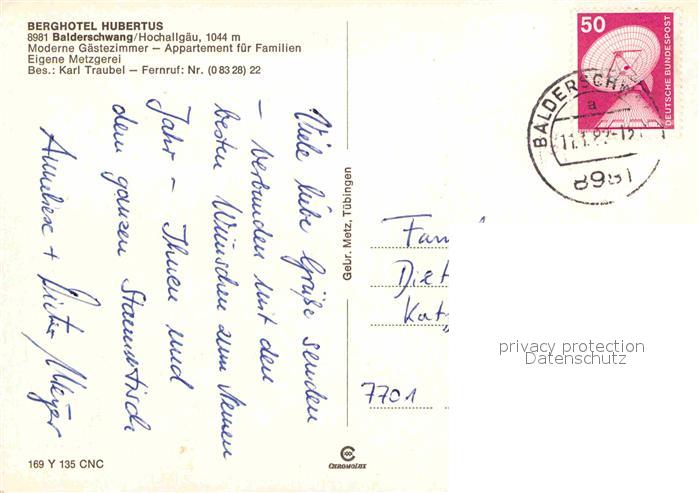 BERGHOTEL HUBERTUS
8981 Balderschwang/Hochallgäu, 1044 m
Moderne Gästezimmer — Appartement für Familien
Eigene Metzgerei
Bes.: Karl Traubel — Fernruf: Nr. (0 83 28) 22
Viele liebe Grüße senden
– verbunden mit den
besten Wünschen zum Neuen
Jahr – Ihnen und
dem ganzen Stammtisch
Anneliese + Dieter Meyer
Gebr. Metz, Tübingen
50
DEUTSCHE BUNDESPOST
BALDERSCHW
a
8981
Fam
Diet
Kat
7701
privacy protection
Datenschutz
169 Y 135 CNC
CHROMOLUX